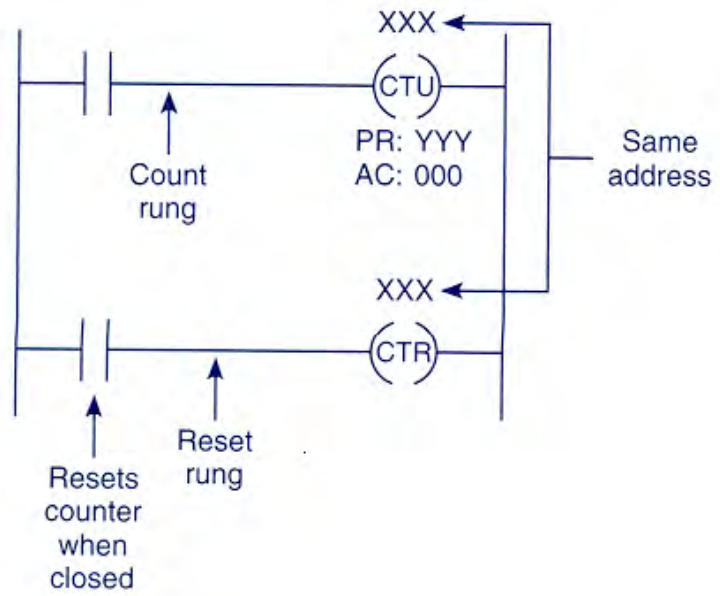 XXX
CTU
PR: YYY
AC: 000
Count
rung
Same
address
XXX
CTR
Reset
rung
Resets
counter
when
closed